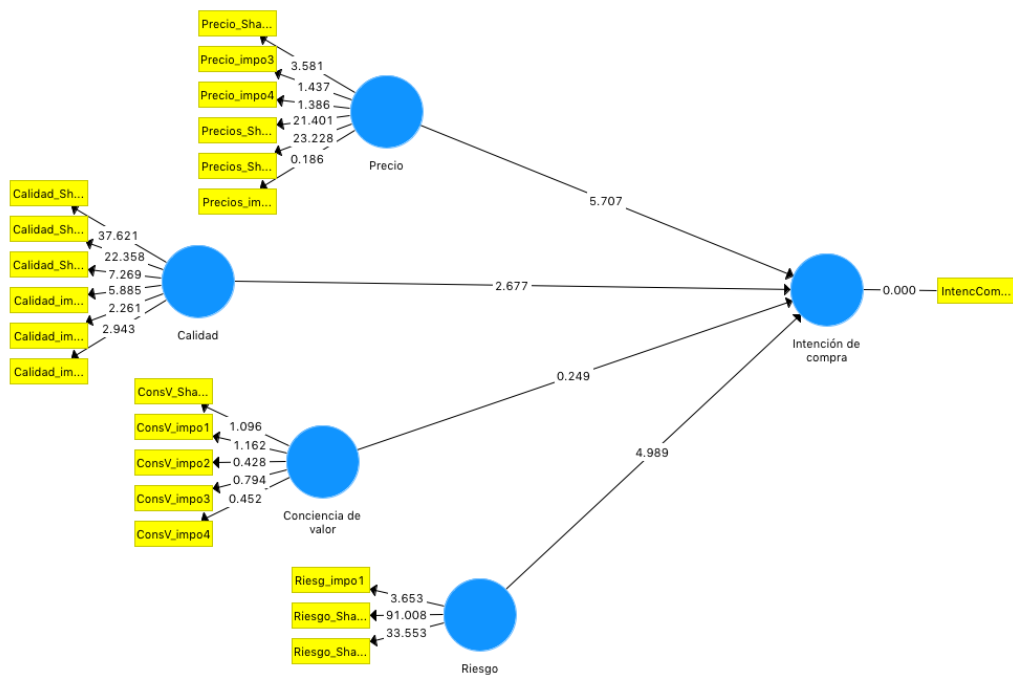 Precio_Sha...
Precio_impo3
Precio_impo4
Precios_Sh...
Precios_Sh...
Precios_im...
3.581
1.437
1.386
21.401
23.228
0.186
Precio
5.707
Calidad_Sh...
Calidad_Sh...
Calidad_Sh...
Calidad_im...
Calidad_im...
Calidad_im...
37.621
22.358
7.269
5.885
2.261
2.943
Calidad
2.677
ConsV_Sha...
ConsV_impo1
ConsV_impo2
ConsV_impo3
ConsV_impo4
1.096
1.162
0.428
0.794
0.452
Conciencia de
valor
0.249
Riesg_impo1
Riesgo_Sha...
Riesgo_Sha...
3.653
91.008
33.553
Riesgo
4.989
Intención de
compra
0.000
IntencCom...